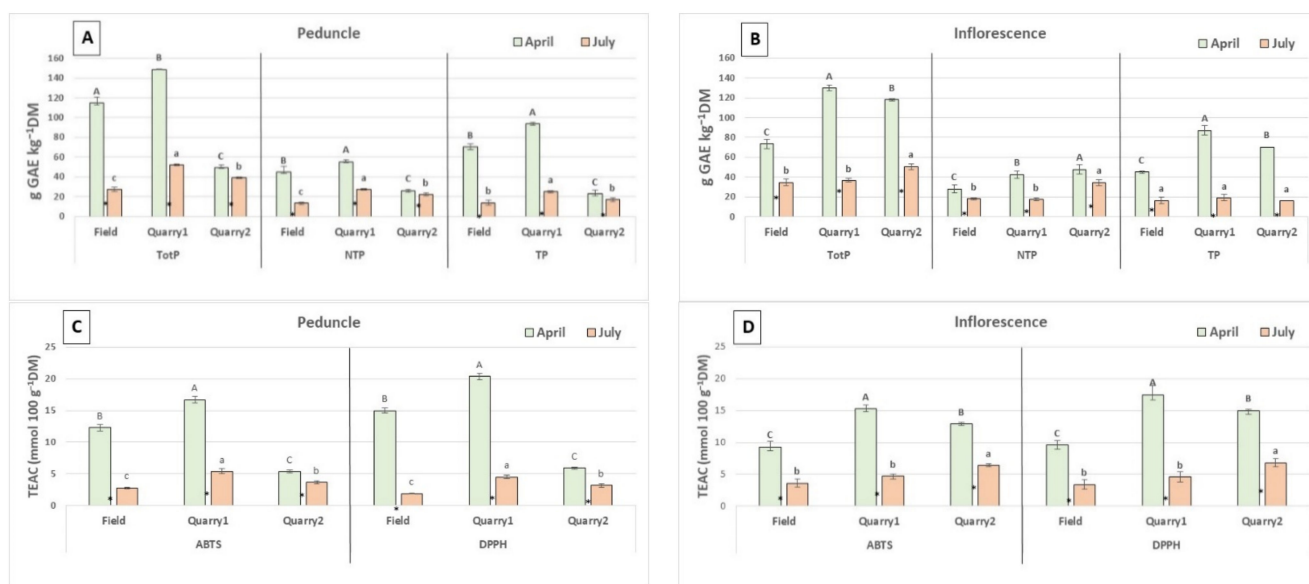 A
Peduncle
April July
g GAE kg⁻¹DM
160
140
120
100
80
60
40
20
0
A B C B A C B A C
c a b c a b b a b
* * * * * * * * *
Field Quarry1 Quarry2 Field Quarry1 Quarry2 Field Quarry1 Quarry2
TotP NTP TP
B
Inflorescence
April July
g GAE kg⁻¹DM
160
140
120
100
80
60
40
20
0
C A B C B A C A B
b b a b b a a a a
* * * * * * * * *
Field Quarry1 Quarry2 Field Quarry1 Quarry2 Field Quarry1 Quarry2
TotP NTP TP
C
Peduncle
April July
TEAC (mmol 100 g⁻¹DM)
25
20
15
10
5
0
B A C B A C
c a b c a b
* * * * * *
Field Quarry1 Quarry2 Field Quarry1 Quarry2
ABTS DPPH
D
Inflorescence
April July
TEAC (mmol 100 g⁻¹DM)
25
20
15
10
5
0
C A B C A B
b b a b b a
* * * * * *
Field Quarry1 Quarry2 Field Quarry1 Quarry2
ABTS DPPH